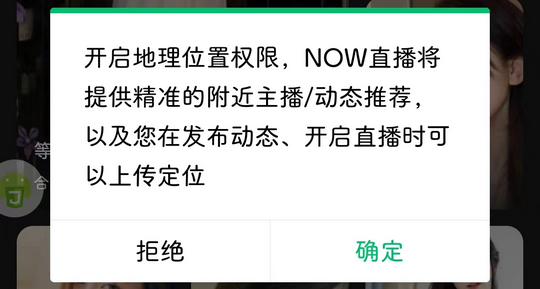 开启地理位置权限，NOW直播将
提供精准的附近主播/动态推荐，
以及您在发布动态、开启直播时可
以上传定位
等
合
拒绝
确定